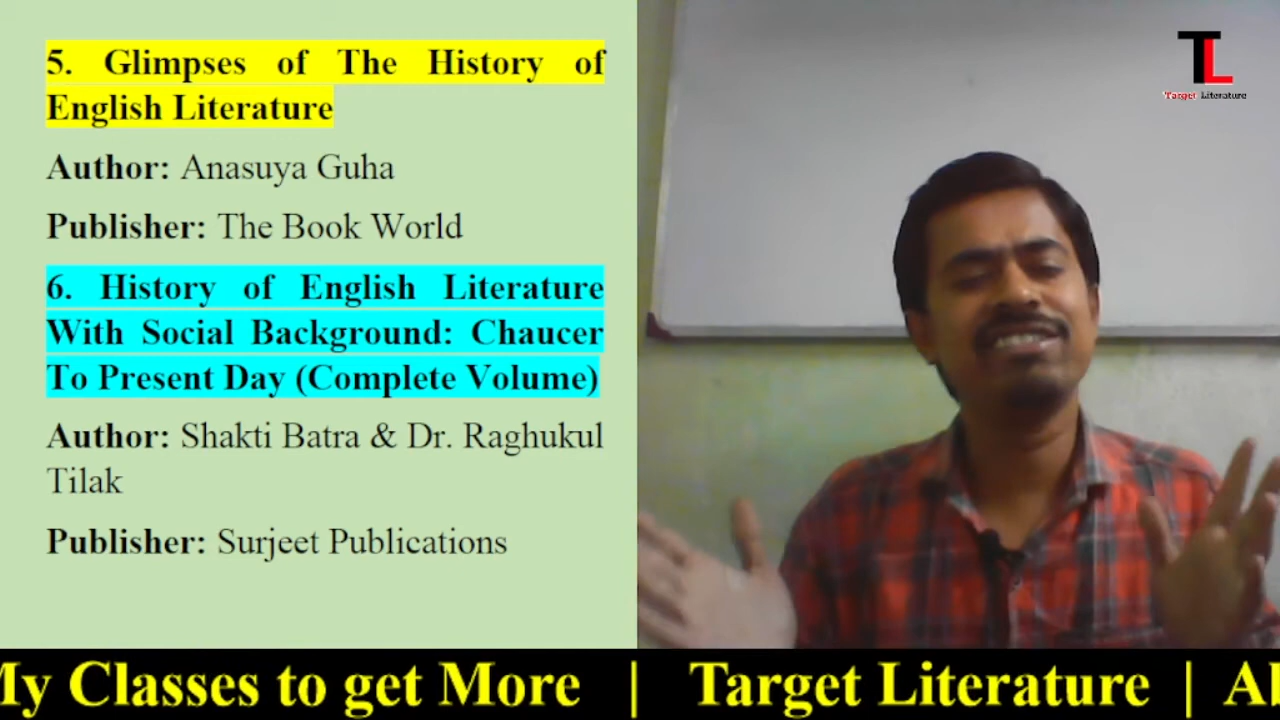 5. Glimpses of The History of
English Literature
Author: Anasuya Guha
Publisher: The Book World
6. History of English Literature
With Social Background: Chaucer
To Present Day (Complete Volume)
Author: Shakti Batra & Dr. Raghukul
Tilak
Publisher: Surjeet Publications
TL
Target Literature
My Classes to get More | Target Literature |